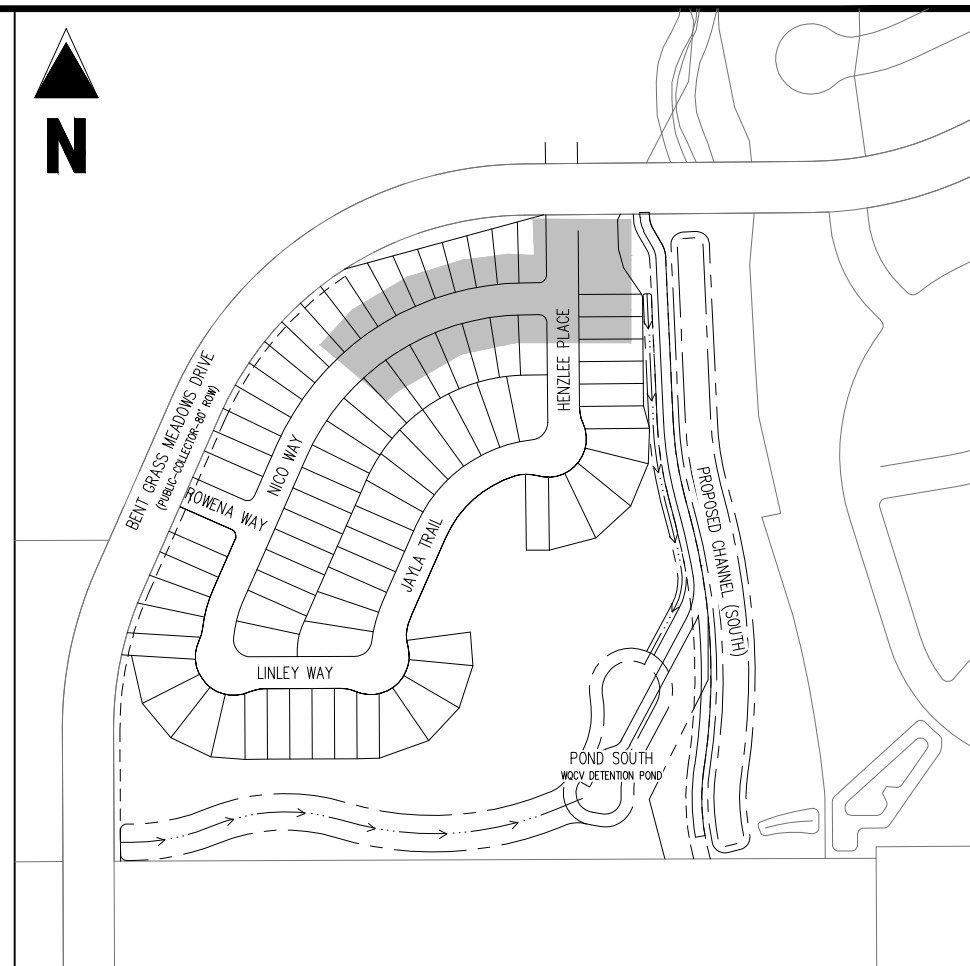 N
BENT GRASS MEADOWS DRIVE
(PUBLIC-COLLECTOR-80' ROW)
HENZLEE PLACE
NICO WAY
ROWENA WAY
JAYLA TRAIL
PROPOSED CHANNEL (SOUTH)
LINLEY WAY
POND SOUTH
WQCV DETENTION POND